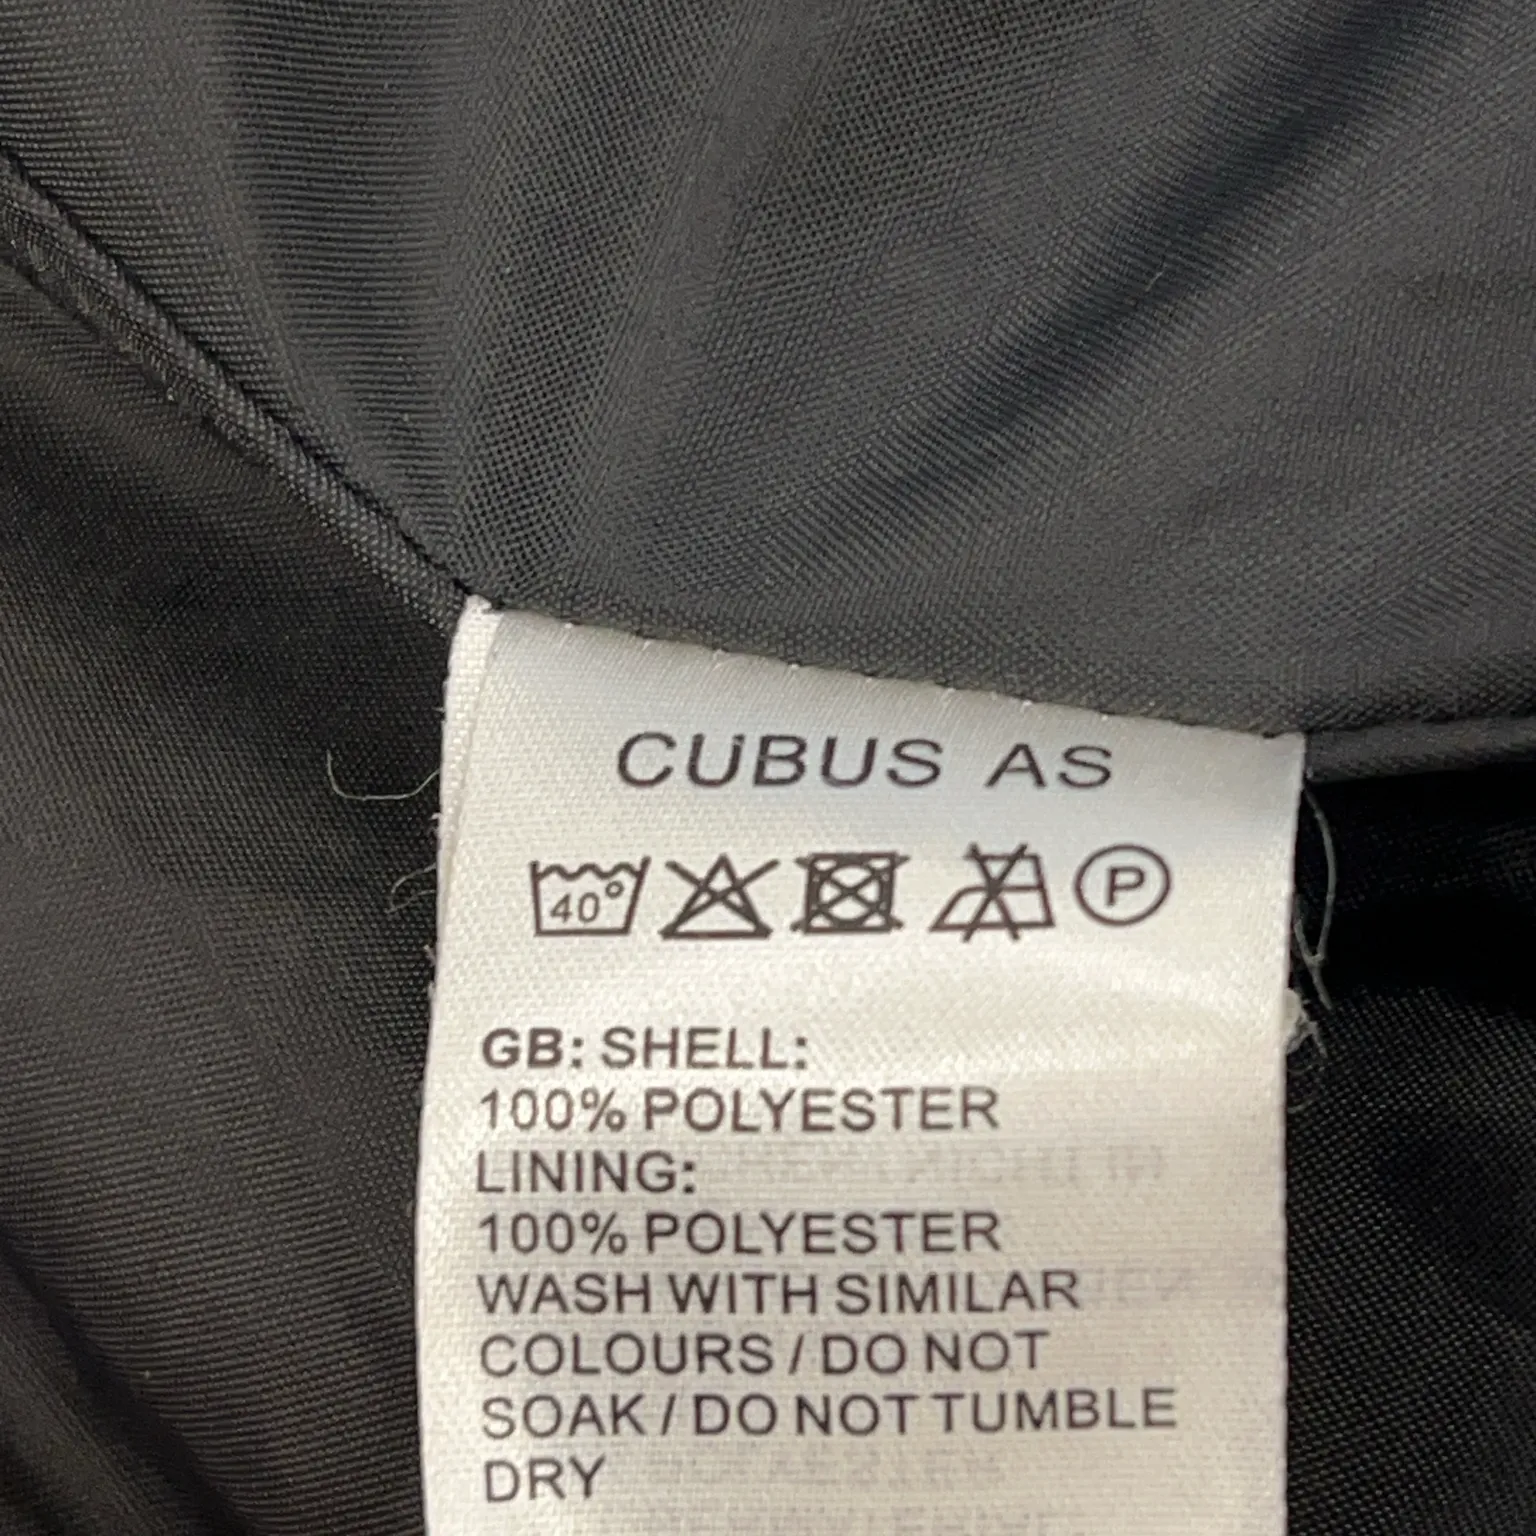 CUBUS AS
40°
P
GB: SHELL:
100% POLYESTER
LINING:
100% POLYESTER
WASH WITH SIMILAR
COLOURS / DO NOT
SOAK / DO NOT TUMBLE
DRY